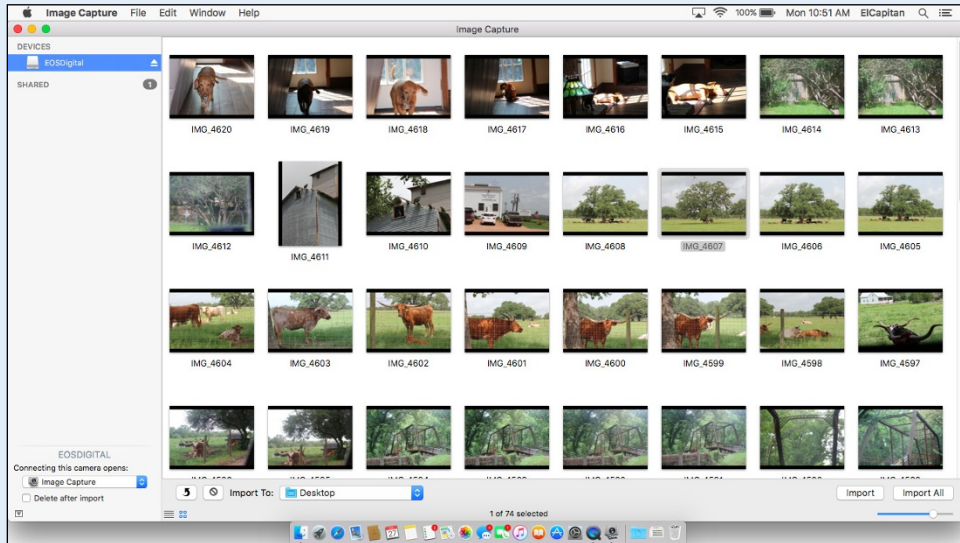 Image Capture File Edit Window Help 100% Mon 10:51 AM ElCapitan
Image Capture
DEVICES
EOSDigital
SHARED 1
IMG_4620 IMG_4619 IMG_4618 IMG_4617 IMG_4616 IMG_4615 IMG_4614 IMG_4613
IMG_4612 IMG_4611 IMG_4610 IMG_4609 IMG_4608 IMG_4607 IMG_4606 IMG_4605
IMG_4604 IMG_4603 IMG_4602 IMG_4601 IMG_4600 IMG_4599 IMG_4598 IMG_4597
EOSDIGITAL
Connecting this camera opens:
Image Capture
Delete after import
Import To: Desktop Import Import All
1 of 74 selected